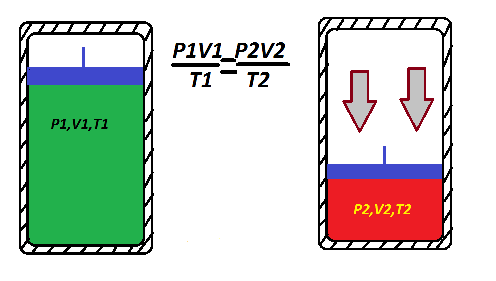 P1,V1,T1
P1V1 = P2V2
T1 T2
P2,V2,T2